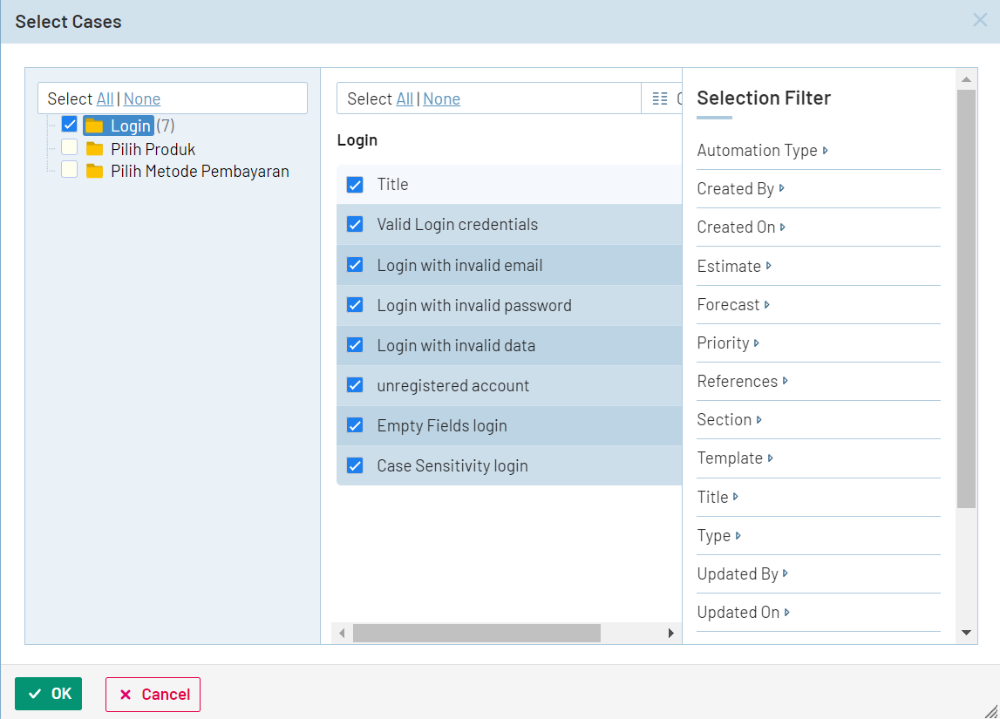 Select Cases
Select All | None
Login (7)
Pilih Produk
Pilih Metode Pembayaran
Select All | None
Login
Title
Valid Login credentials
Login with invalid email
Login with invalid password
Login with invalid data
unregistered account
Empty Fields login
Case Sensitivity login
Selection Filter
Automation Type
Created By
Created On
Estimate
Forecast
Priority
References
Section
Template
Title
Type
Updated By
Updated On
OK
Cancel